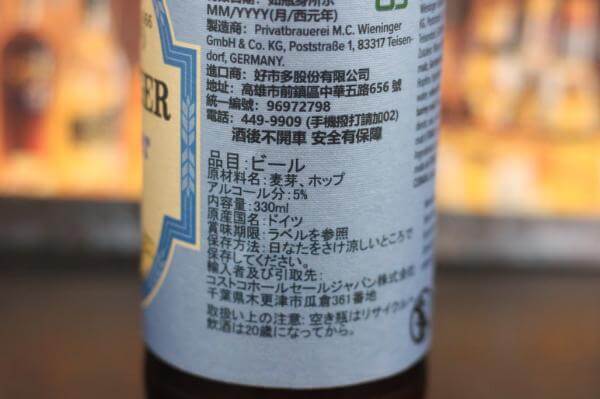 MM/YYYY(月/西元年)
製造商: Privatbrauerei M.C. Wieninger
GmbH & Co. KG, Poststraße 1, 83317 Teisen-
dorf, GERMANY.
進口商: 好市多股份有限公司
地址: 高雄市前鎮區中華五路656號
統一編號: 96972798
電話: 449-9909 (手機撥打請加02)
酒後不開車 安全有保障
品目:ビール
原材料名:麦芽、ホップ
アルコール分:5%
内容量:330ml
原産国名:ドイツ
賞味期限:ラベルを参照
保存方法:日なたをさけ涼しいところで
保存してください。
輸入者及び引取先:
コストコホールセールジャパン株式会社
千葉県木更津市瓜倉361番地
取扱い上の注意:空き瓶はリサイクルへ
飲酒は20歳になってから。